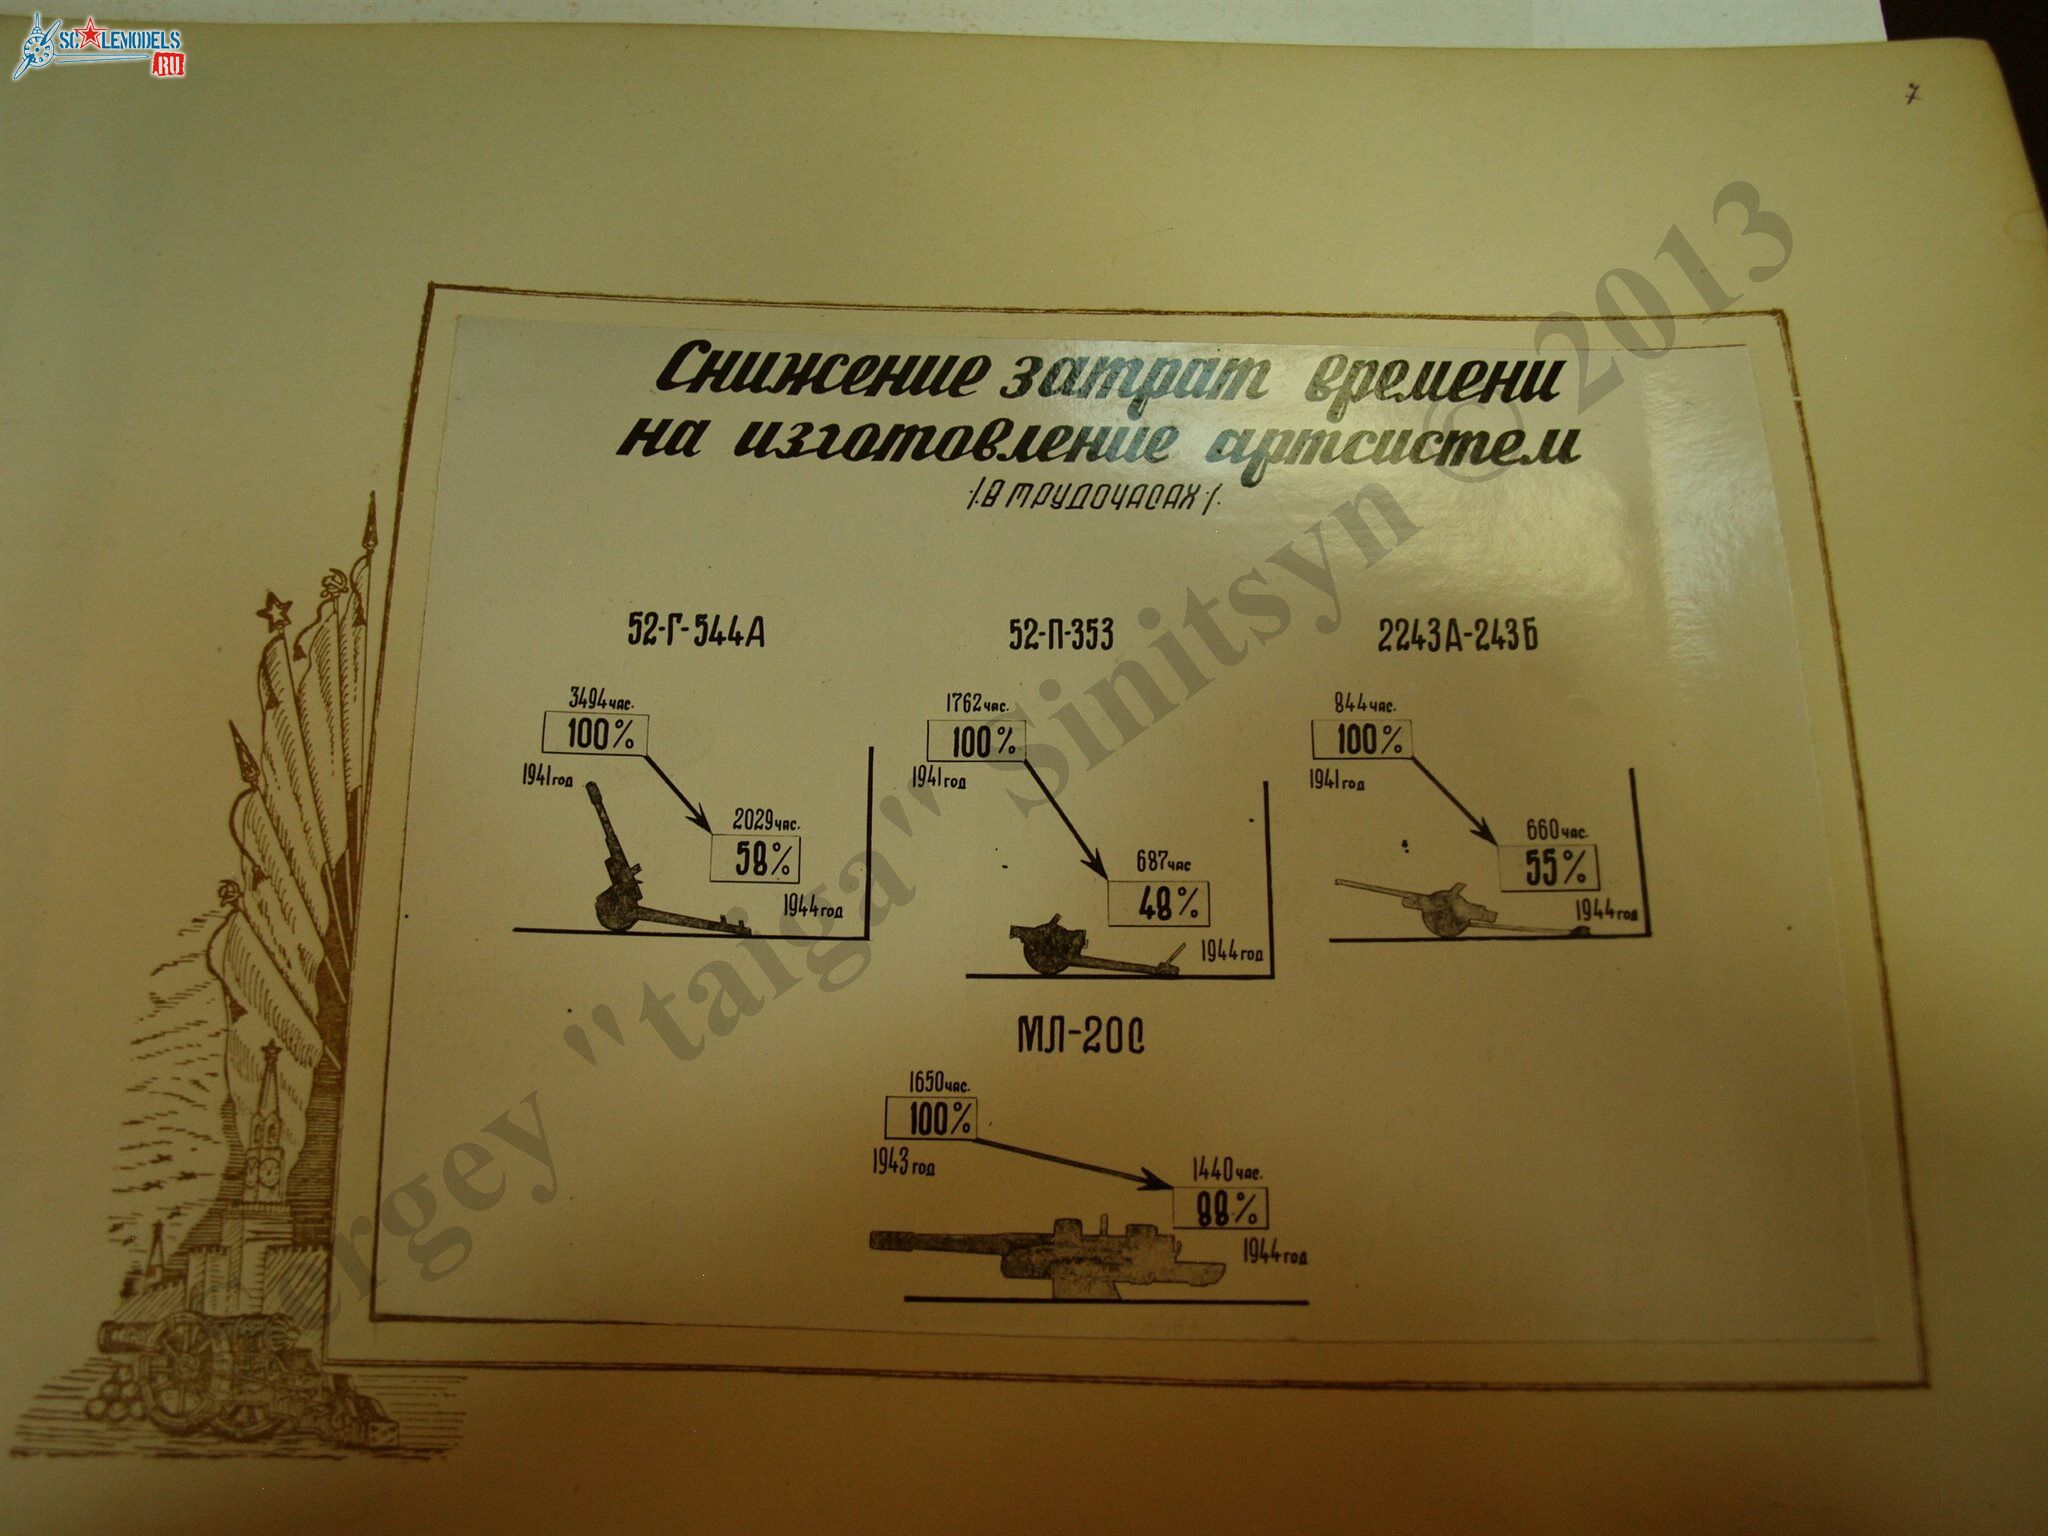 SCALEMODELS
.RU
7
Снижение затрат времени
на изготовление артсистем
/.В ТРУДОЧАСАХ./.
52-Г-544А
3494 час.
100%
1941 год
2029 час.
58%
1944 год
52-П-353
1762 час.
100%
1941 год
687 час
48%
1944 год
2243А-243Б
844 час.
100%
1941 год
660 час.
55%
1944 год
МЛ-20С
1650 час.
100%
1943 год
1440 час.
88%
1944 год
Sergey "taiga" Sinitsyn © 2013